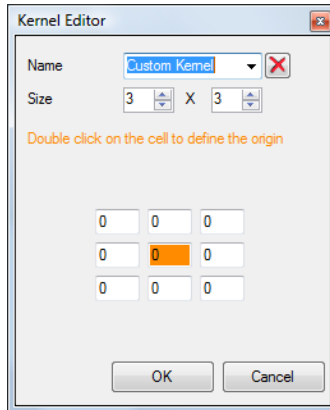 Kernel Editor
Name Custom Kernel
Size 3 X 3
Double click on the cell to define the origin
0 0 0
0 0 0
0 0 0
OK Cancel